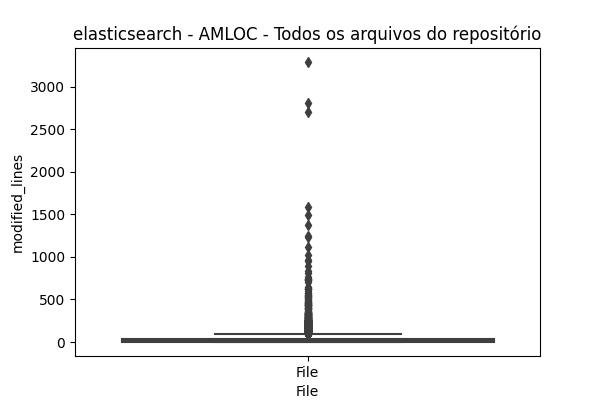 elasticsearch - AMLOC - Todos os arquivos do repositório
3000
2500
2000
1500
1000
500
0
modified_lines
File
File